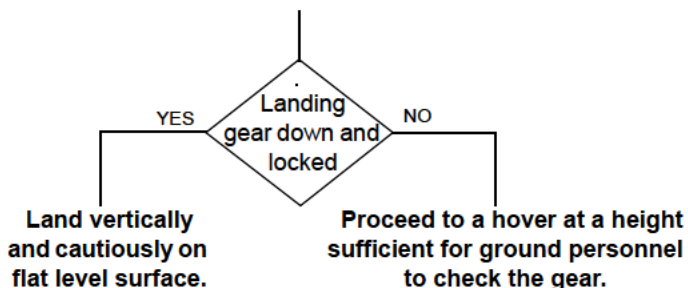 Landing
gear down and
locked
YES
NO
Land vertically
and cautiously on
flat level surface.
Proceed to a hover at a height
sufficient for ground personnel
to check the gear.